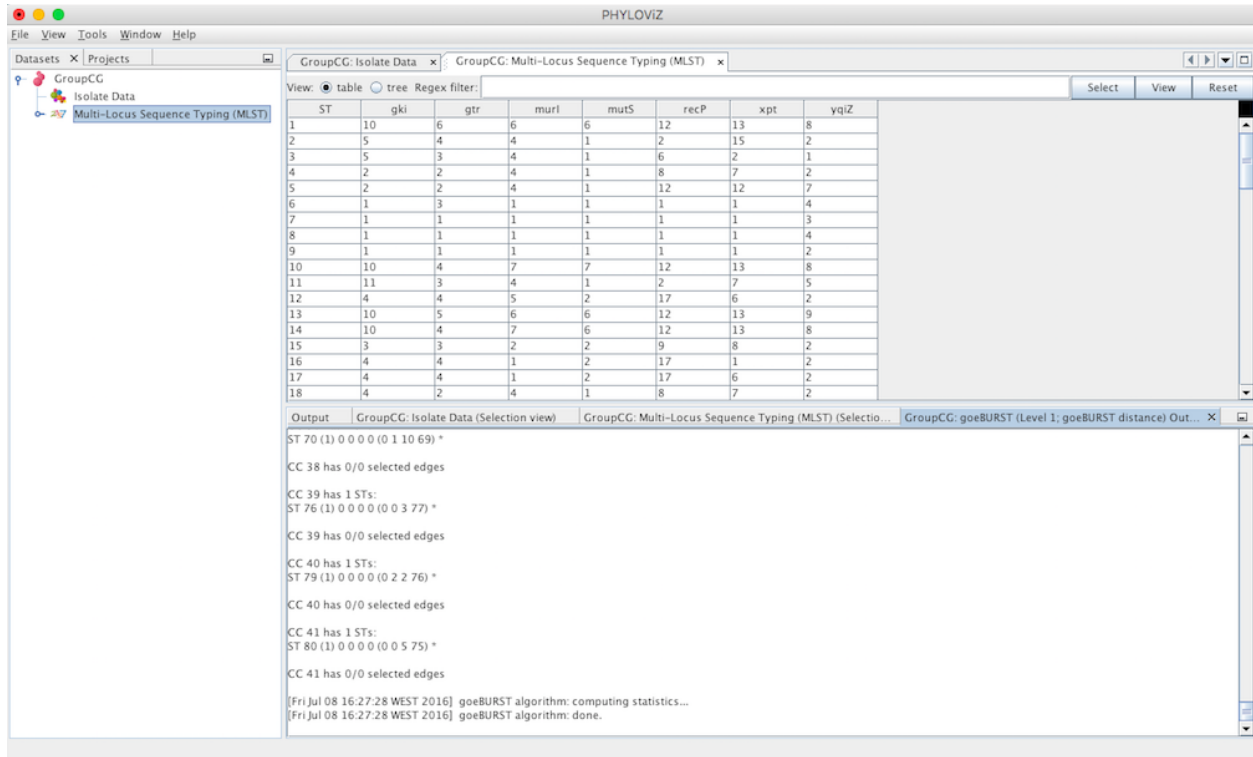 PHYLOViZ
File View Tools Window Help
Datasets × Projects
GroupCG: Isolate Data × GroupCG: Multi-Locus Sequence Typing (MLST) ×
GroupCG
Isolate Data
Multi-Locus Sequence Typing (MLST)
View: table tree Regex filter: Select View Reset
ST gki gtr murI mutS recP xpt yqiZ
1 10 6 6 6 12 13 8
2 5 4 4 1 2 15 2
3 5 3 4 1 6 2 1
4 2 2 4 1 8 7 2
5 2 2 4 1 12 12 7
6 1 3 1 1 1 1 4
7 1 1 1 1 1 1 3
8 1 1 1 1 1 1 4
9 1 1 1 1 1 1 2
10 10 4 7 7 12 13 8
11 11 3 4 1 2 7 5
12 4 4 5 2 17 6 2
13 10 5 6 6 12 13 9
14 10 4 7 6 12 13 8
15 3 3 2 2 9 8 2
16 4 4 1 2 17 1 2
17 4 4 1 2 17 6 2
18 4 2 4 1 8 7 2
Output GroupCG: Isolate Data (Selection view) GroupCG: Multi-Locus Sequence Typing (MLST) (Selectio... GroupCG: goeBURST (Level 1; goeBURST distance) Out... ×
ST 70 (1) 0 0 0 0 (0 1 10 69) *
CC 38 has 0/0 selected edges
CC 39 has 1 STs:
ST 76 (1) 0 0 0 0 (0 0 3 77) *
CC 39 has 0/0 selected edges
CC 40 has 1 STs:
ST 79 (1) 0 0 0 0 (0 2 2 76) *
CC 40 has 0/0 selected edges
CC 41 has 1 STs:
ST 80 (1) 0 0 0 0 (0 0 5 75) *
CC 41 has 0/0 selected edges
[Fri Jul 08 16:27:28 WEST 2016] goeBURST algorithm: computing statistics...
[Fri Jul 08 16:27:28 WEST 2016] goeBURST algorithm: done.